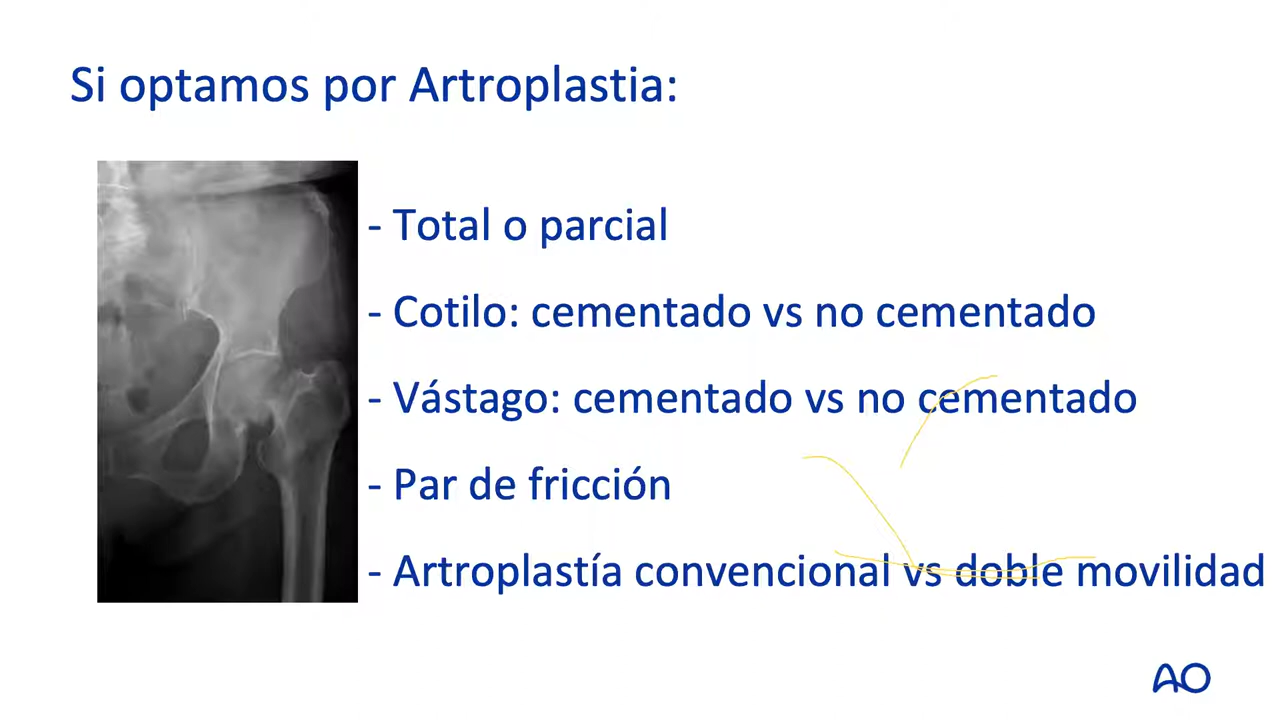 Si optamos por Artroplastia:
- Total o parcial
- Cotilo: cementado vs no cementado
- Vástago: cementado vs no cementado
- Par de fricción
- Artroplastía convencional vs doble movilidad
AO